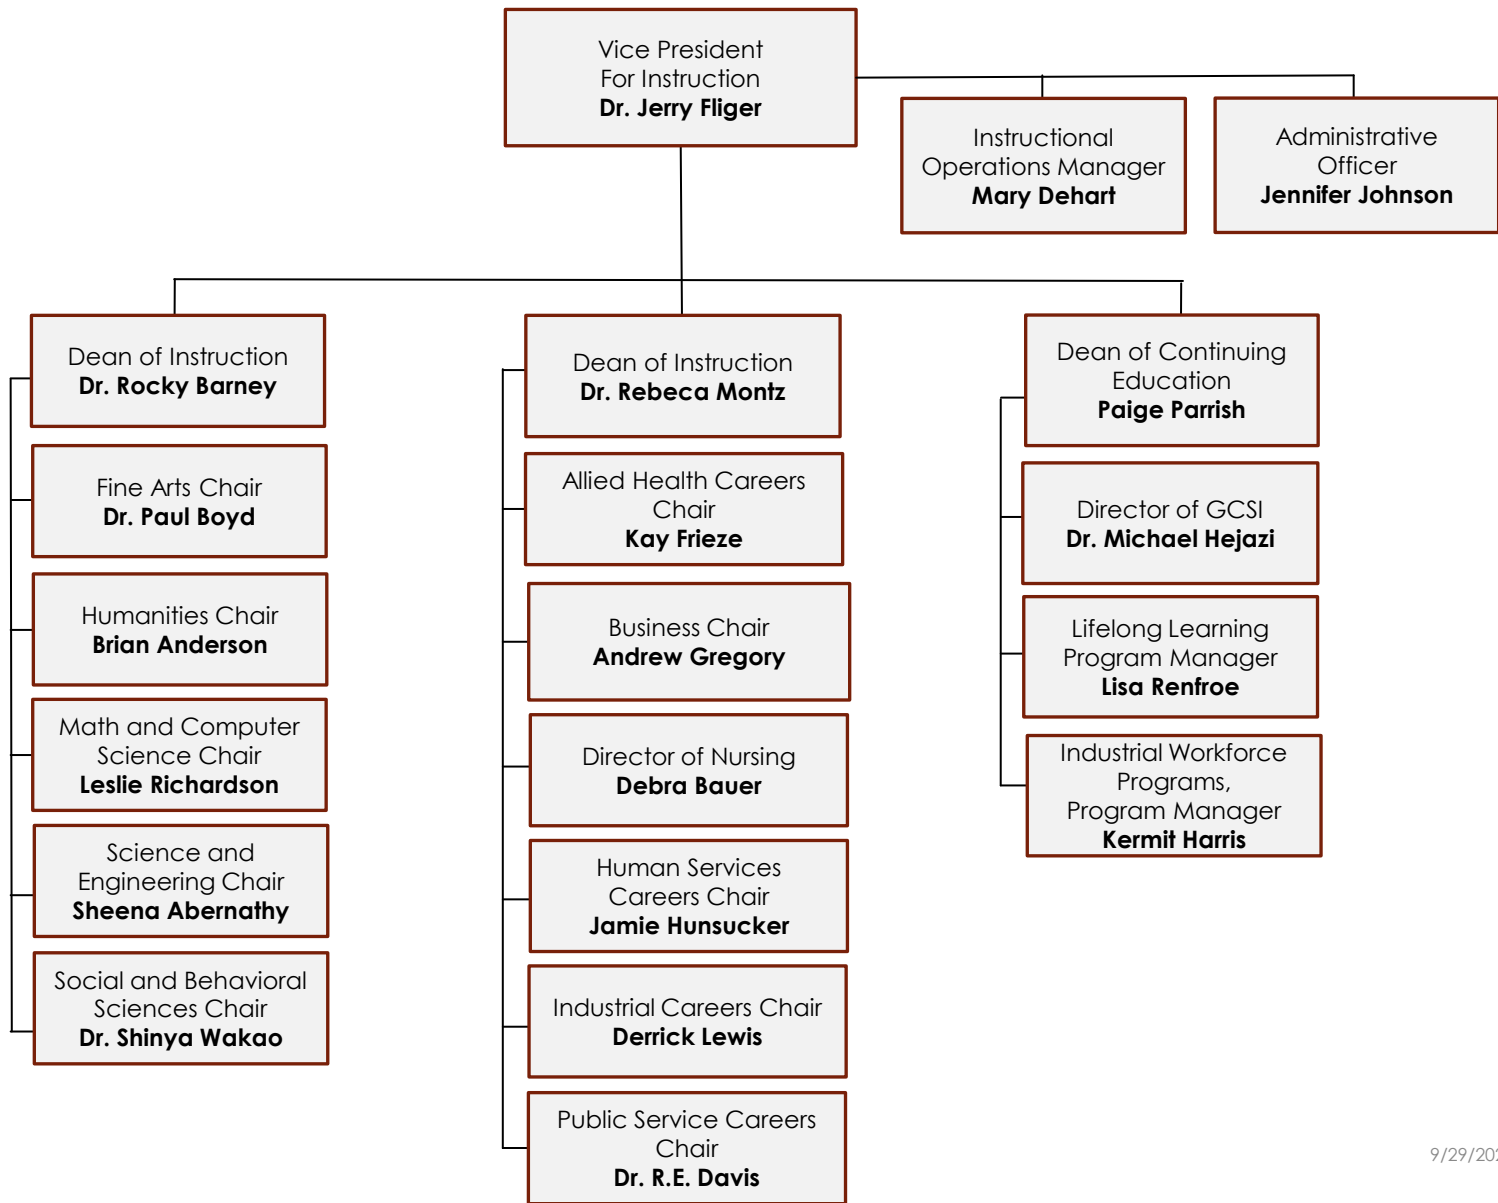 Vice President
For Instruction
Dr. Jerry Fliger
Instructional
Operations Manager
Mary Dehart
Administrative
Officer
Jennifer Johnson
Dean of Instruction
Dr. Rocky Barney
Fine Arts Chair
Dr. Paul Boyd
Humanities Chair
Brian Anderson
Math and Computer
Science Chair
Leslie Richardson
Science and
Engineering Chair
Sheena Abernathy
Social and Behavioral
Sciences Chair
Dr. Shinya Wakao
Dean of Instruction
Dr. Rebeca Montz
Allied Health Careers
Chair
Kay Frieze
Business Chair
Andrew Gregory
Director of Nursing
Debra Bauer
Human Services
Careers Chair
Jamie Hunsucker
Industrial Careers Chair
Derrick Lewis
Public Service Careers
Chair
Dr. R.E. Davis
Dean of Continuing
Education
Paige Parrish
Director of GCSI
Dr. Michael Hejazi
Lifelong Learning
Program Manager
Lisa Renfroe
Industrial Workforce
Programs,
Program Manager
Kermit Harris